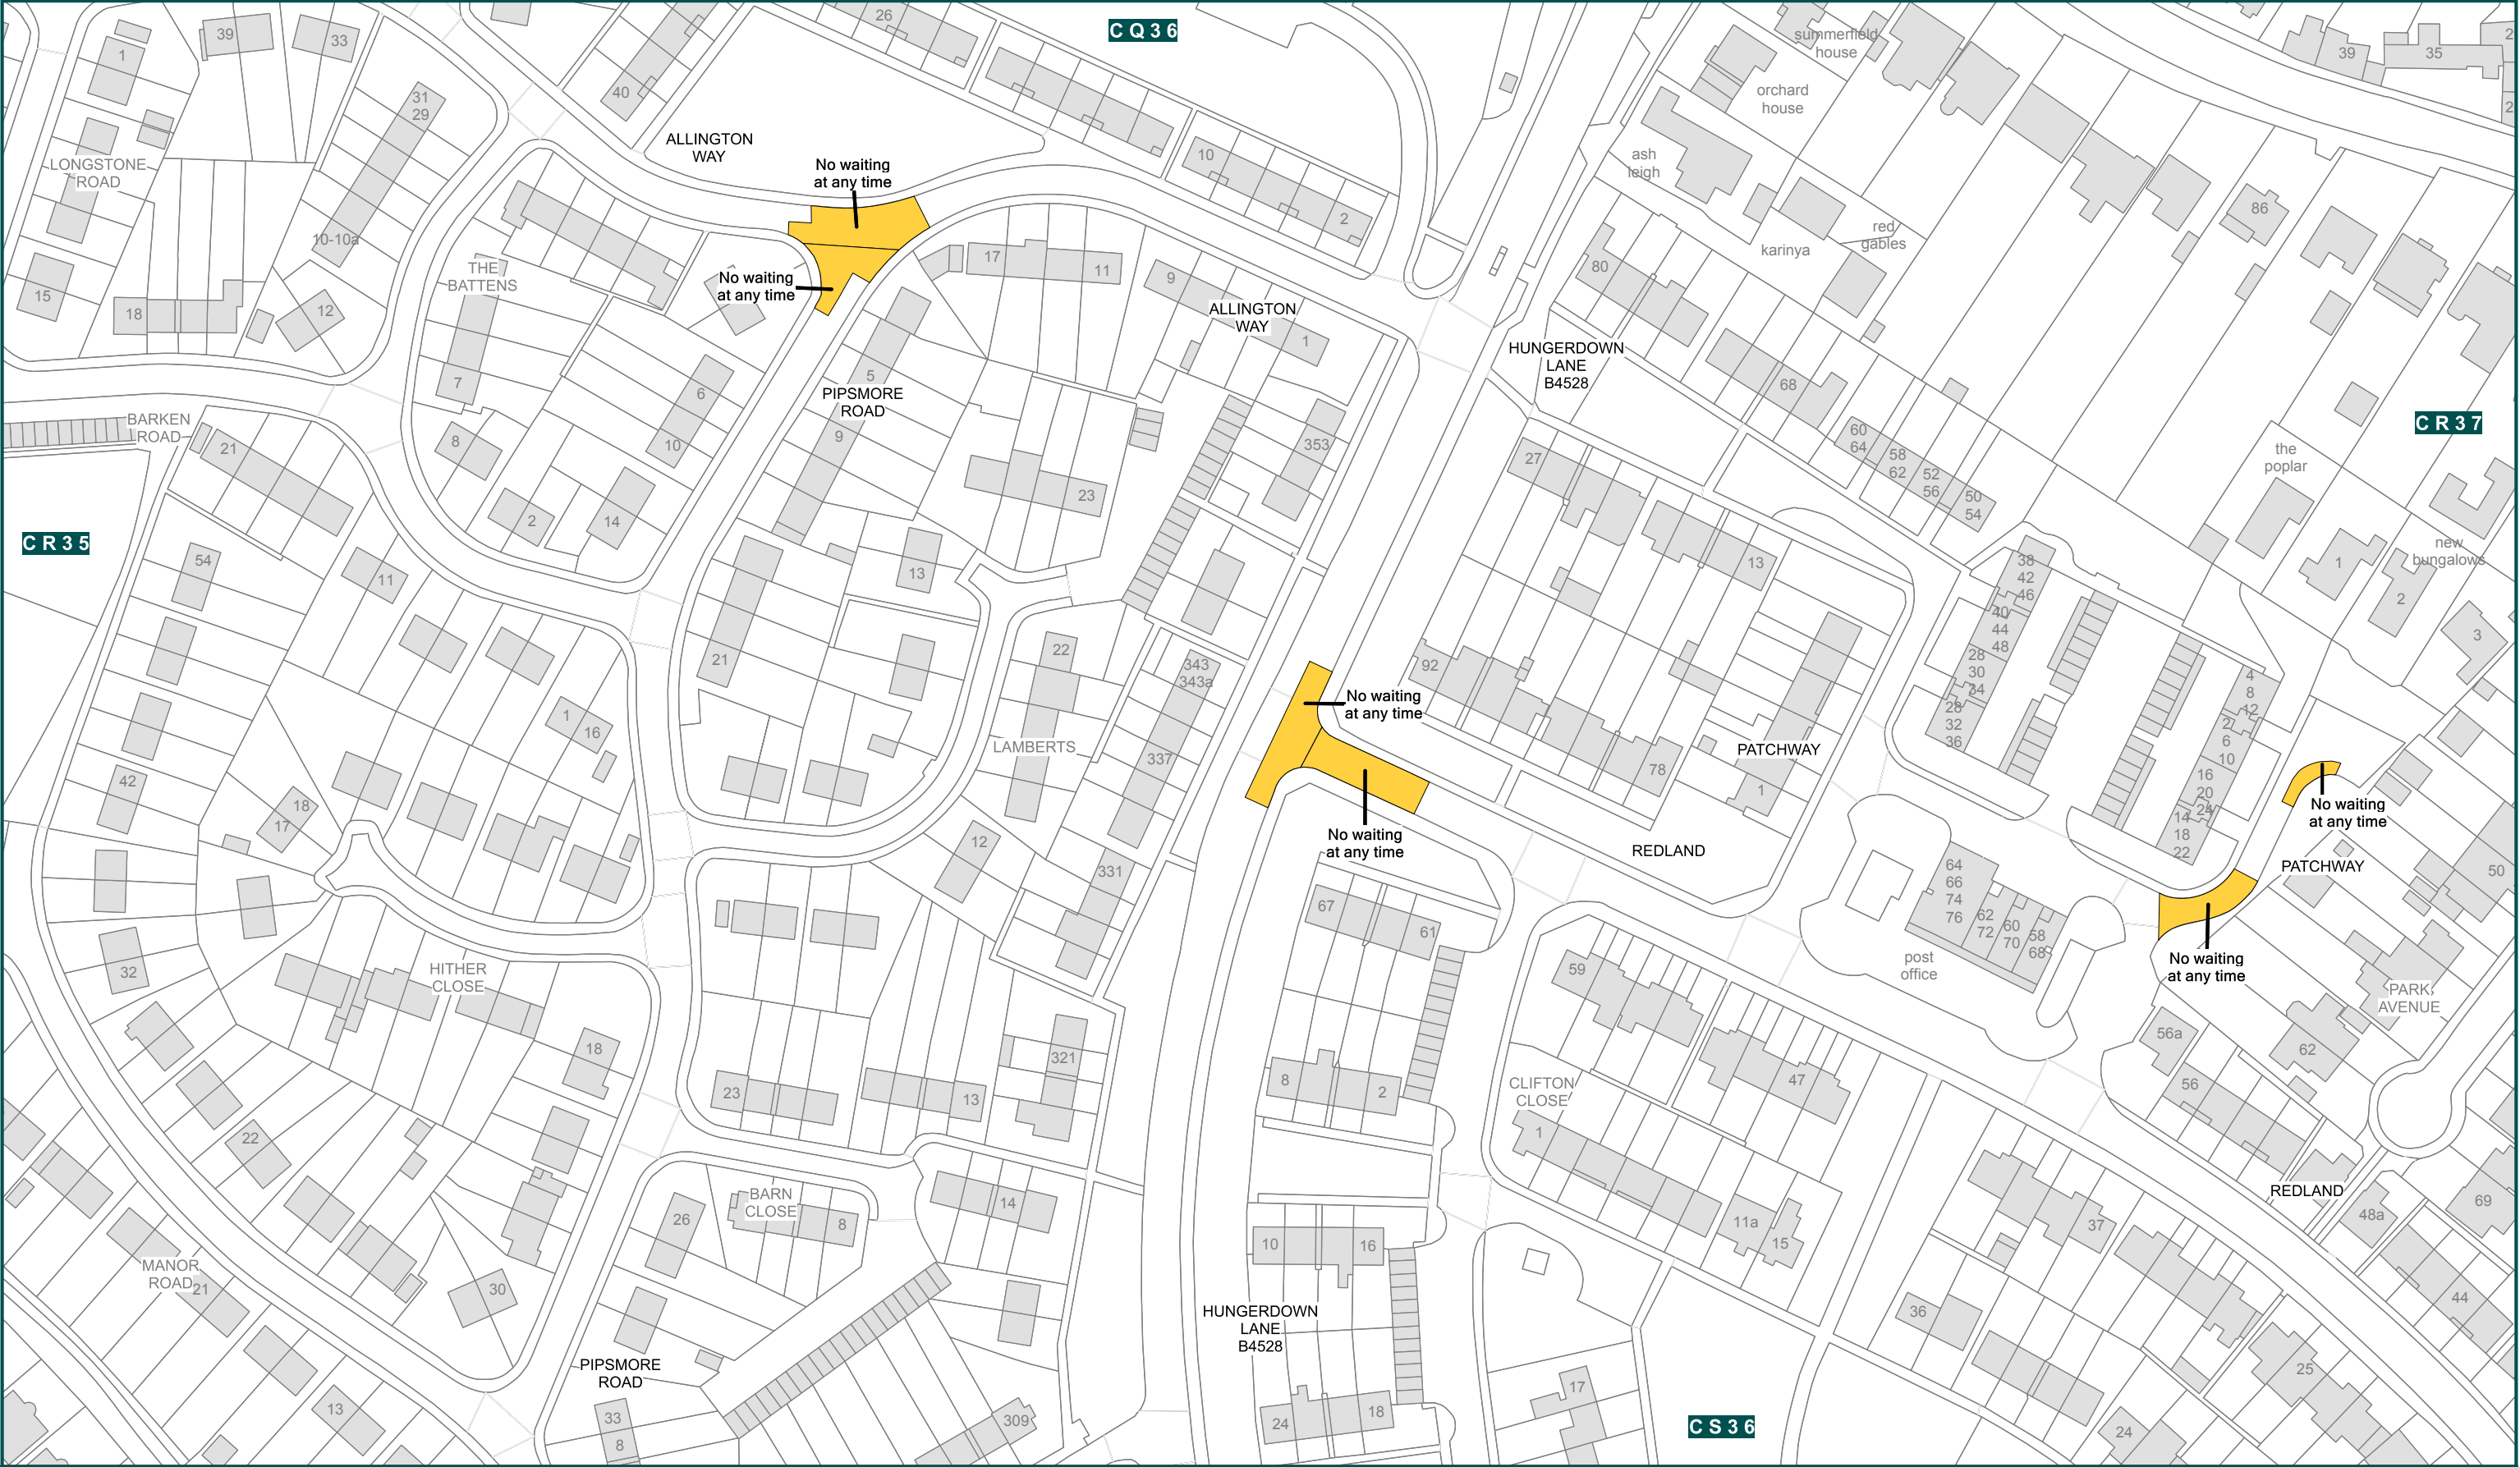 CQ36
26
39
33
1
40
31
29
LONGSTONE
ROAD
10-10a
15
18
12
ALLINGTON
WAY
No waiting
at any time
No waiting
at any time
10
2
summerfield
house
orchard
house
ash
leigh
karinya
red
gables
39
35
2
2
86
THE
BATTENS
7
8
2
14
6
10
17
11
9
ALLINGTON
WAY
1
5
PIPSMORE
ROAD
9
353
23
13
HUNGERDOWN
LANE
B4528
80
68
60
64
58
62
52
56
50
54
CR37
the
poplar
new
bungalows
1
2
3
BARKEN
ROAD
21
CR35
54
11
42
1
16
18
17
32
21
22
343
343a
LAMBERTS
337
12
331
27
13
92
78
PATCHWAY
1
No waiting
at any time
No waiting
at any time
REDLAND
38
42
46
40
44
48
28
30
34
28
32
36
4
8
12
2
6
10
16
20
24
14
18
22
No waiting
at any time
PATCHWAY
50
No waiting
at any time
64
66
74
76
62
72
60
70
58
68
post
office
PARK
AVENUE
56a
62
56
HITHER
CLOSE
18
22
30
MANOR
ROAD
21
13
23
13
321
26
BARN
CLOSE
8
14
PIPSMORE
ROAD
33
8
309
67
61
8
2
10
16
HUNGERDOWN
LANE
B4528
24
18
59
47
CLIFTON
CLOSE
1
11a
15
17
CS36
REDLAND
48a
69
37
36
44
25
24